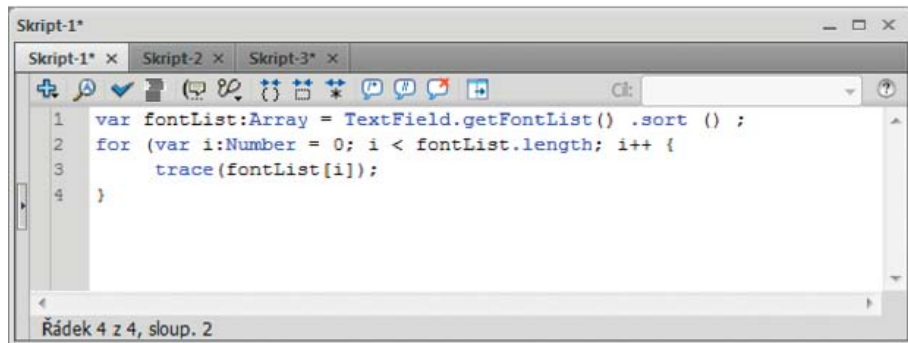 Skript-1*
Skript-1* × Skript-2 × Skript-3* ×
Cíl:
1 var fontList:Array = TextField.getFontList() .sort () ;
2 for (var i:Number = 0; i < fontList.length; i++ {
3 trace(fontList[i]);
4 }
Řádek 4 z 4, sloup. 2